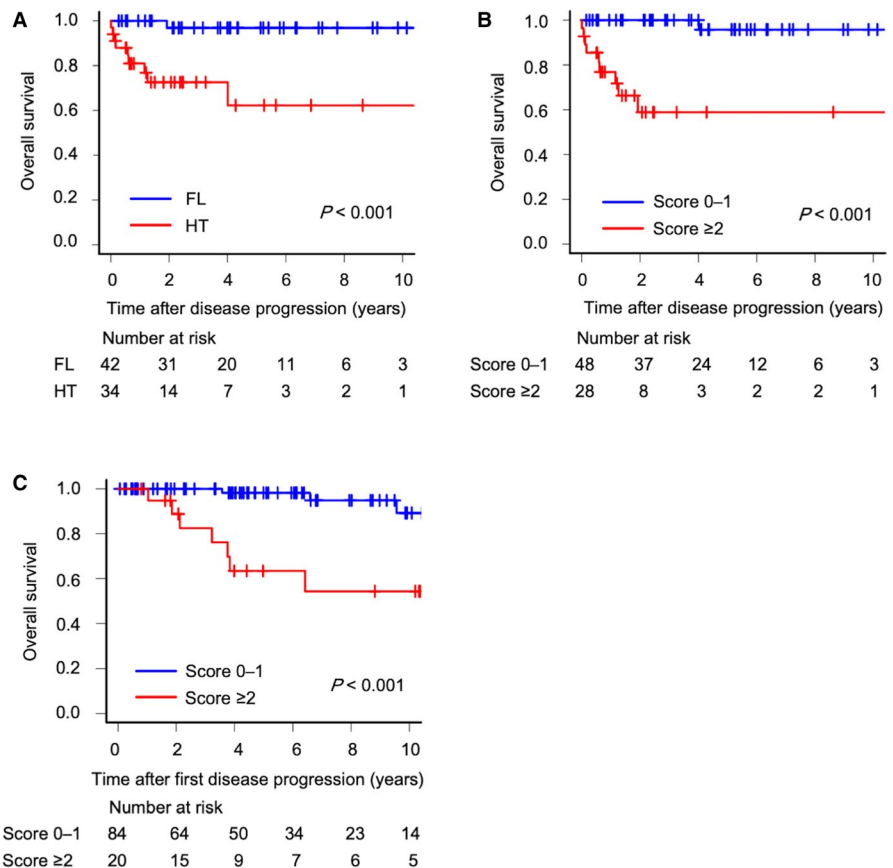 A
1.0
0.8
0.6
0.4
0.2
0.0
Overall survival
FL
HT
P < 0.001
0 2 4 6 8 10
Time after disease progression (years)
Number at risk
FL 42 31 20 11 6 3
HT 34 14 7 3 2 1
B
1.0
0.8
0.6
0.4
0.2
0.0
Overall survival
Score 0–1
Score ≥2
P < 0.001
0 2 4 6 8 10
Time after disease progression (years)
Number at risk
Score 0–1 48 37 24 12 6 3
Score ≥2 28 8 3 2 2 1
C
1.0
0.8
0.6
0.4
0.2
0.0
Overall survival
Score 0–1
Score ≥2
P < 0.001
0 2 4 6 8 10
Time after first disease progression (years)
Number at risk
Score 0–1 84 64 50 34 23 14
Score ≥2 20 15 9 7 6 5